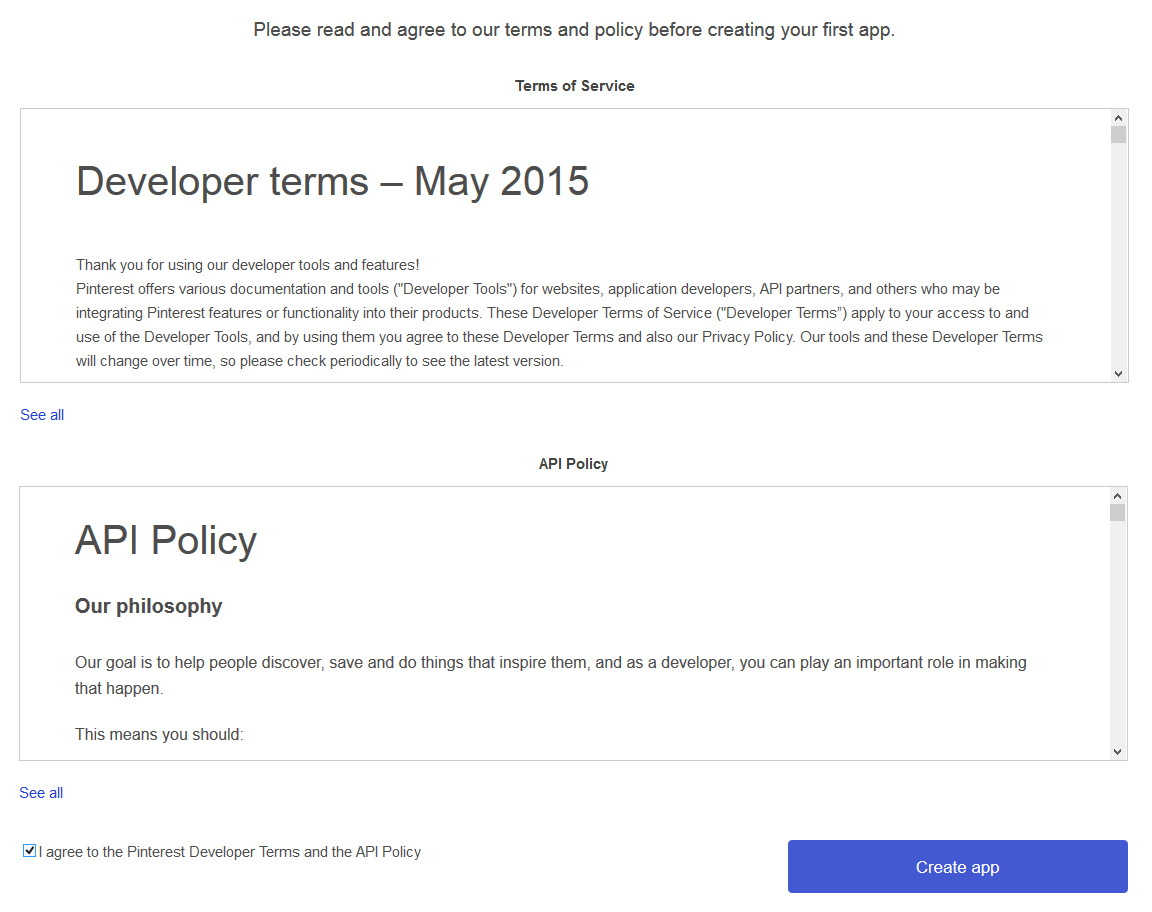 Please read and agree to our terms and policy before creating your first app.
Terms of Service
Developer terms – May 2015
Thank you for using our developer tools and features!
Pinterest offers various documentation and tools ("Developer Tools") for websites, application developers, API partners, and others who may be
integrating Pinterest features or functionality into their products. These Developer Terms of Service ("Developer Terms”) apply to your access to and
use of the Developer Tools, and by using them you agree to these Developer Terms and also our Privacy Policy. Our tools and these Developer Terms
will change over time, so please check periodically to see the latest version.
See all
API Policy
API Policy
Our philosophy
Our goal is to help people discover, save and do things that inspire them, and as a developer, you can play an important role in making
that happen.
This means you should:
See all
I agree to the Pinterest Developer Terms and the API Policy
Create app